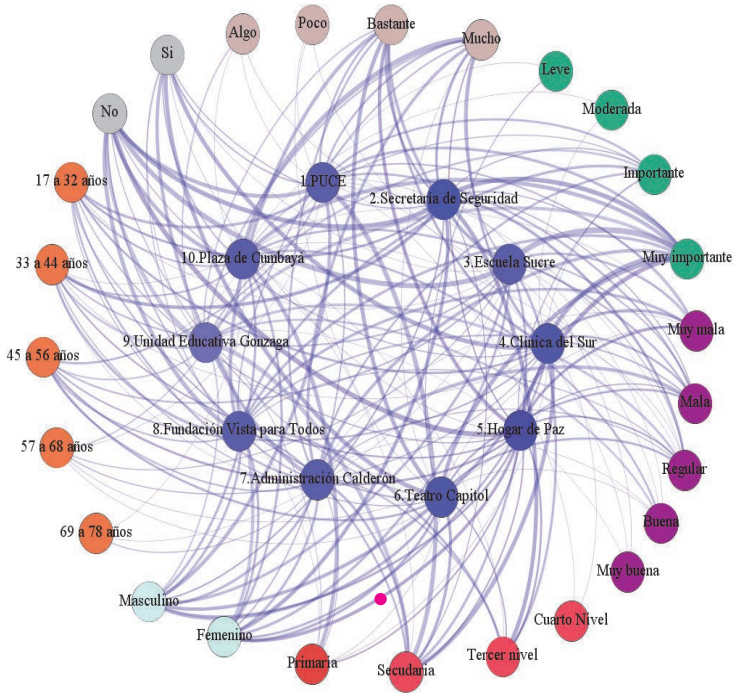 Poco
Bastante
Algo
Mucho
Si
Leve
Moderada
No
Importante
17 a 32 años
1.PUCE
2.Secretaría de Seguridad
33 a 44 años
10.Plaza de Cumbayá
3.Escuela Sucre
Muy importante
Muy mala
9.Unidad Educativa Gonzaga
4.Clínica del Sur
45 a 56 años
Mala
8.Fundación Vista para Todos
5.Hogar de Paz
57 a 68 años
Regular
7.Administración Calderón
6.Teatro Capitol
Buena
69 a 78 años
Muy buena
Masculino
Cuarto Nivel
Femenino
Tercer nivel
Primaria
Secudaria